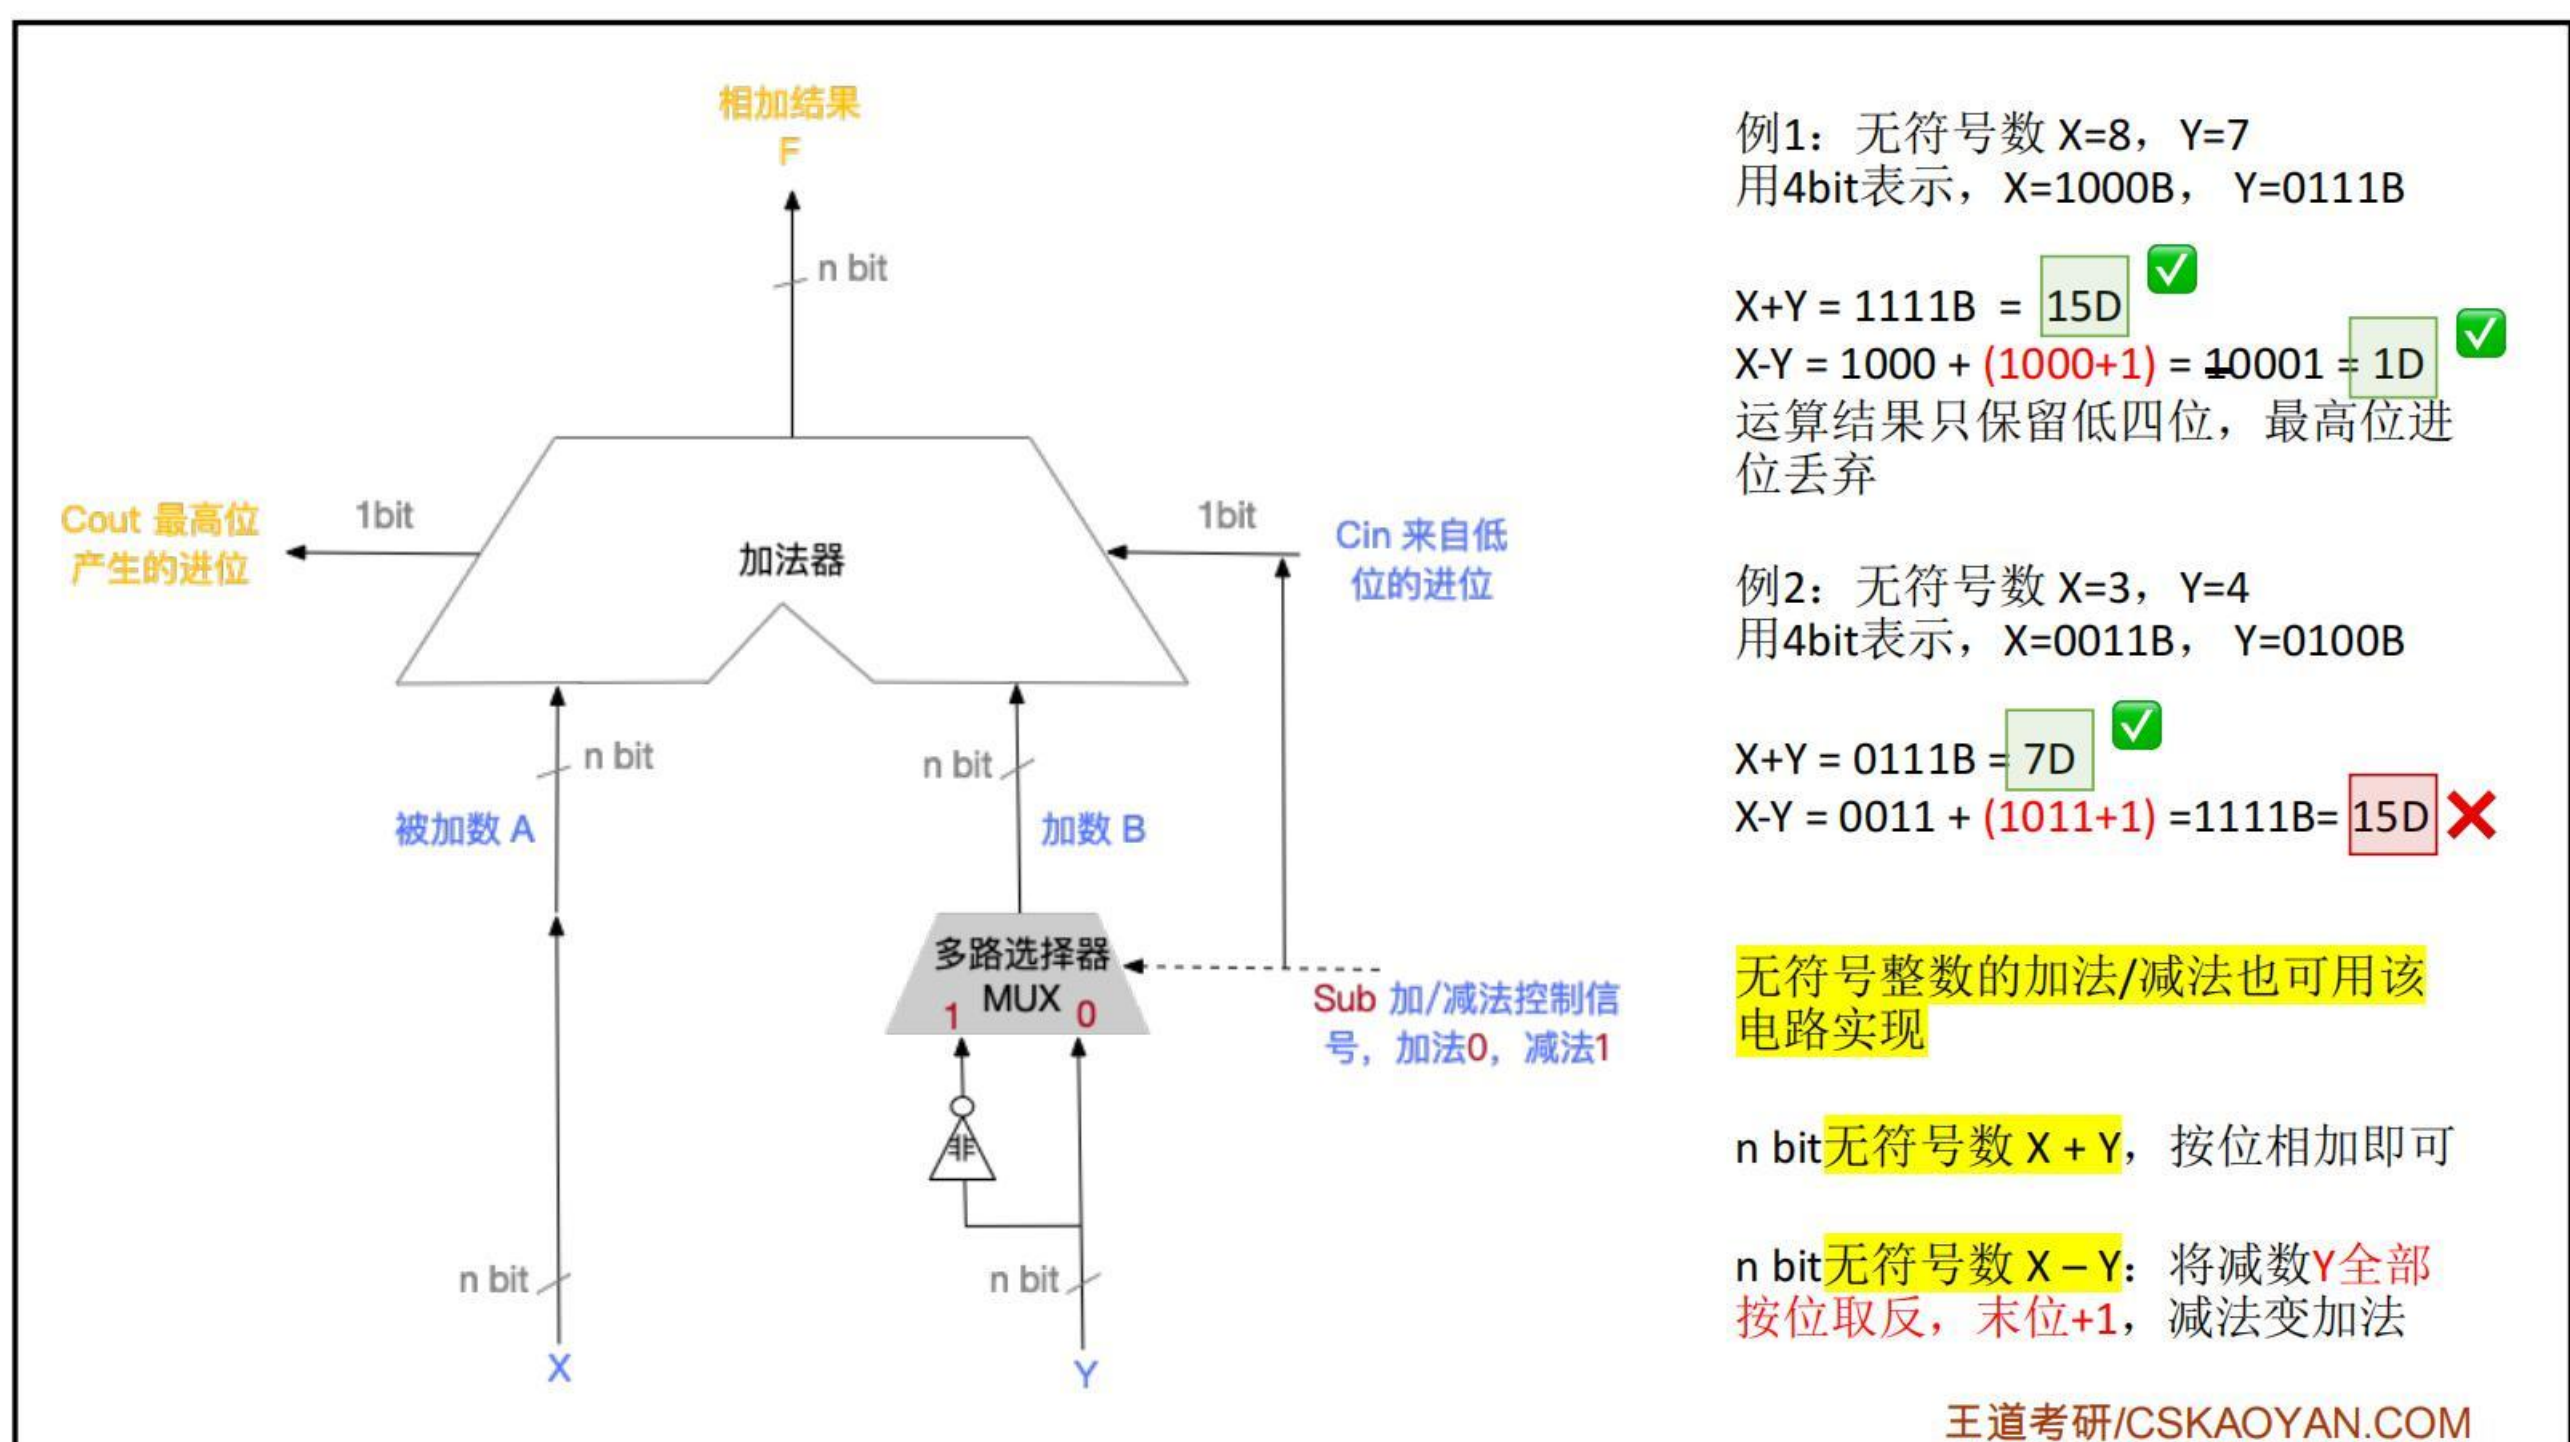 相加结果
F
n bit
Cout 最高位
产生的进位
1bit
加法器
1bit
Cin 来自低
位的进位
n bit
n bit
被加数 A
加数 B
多路选择器
MUX
1
0
Sub 加/减法控制信
号，加法0，减法1
非
n bit
n bit
X
Y
例1：无符号数 X=8，Y=7
用4bit表示，X=1000B， Y=0111B
X+Y = 1111B = 15D
X-Y = 1000 + (1000+1) = 10001 = 1D
运算结果只保留低四位，最高位进
位丢弃
例2：无符号数 X=3，Y=4
用4bit表示，X=0011B， Y=0100B
X+Y = 0111B = 7D
X-Y = 0011 + (1011+1) =1111B= 15D
无符号整数的加法/减法也可用该
电路实现
n bit无符号数 X + Y，按位相加即可
n bit无符号数 X – Y：将减数Y全部
按位取反，末位+1，减法变加法
王道考研/CSKAOYAN.COM